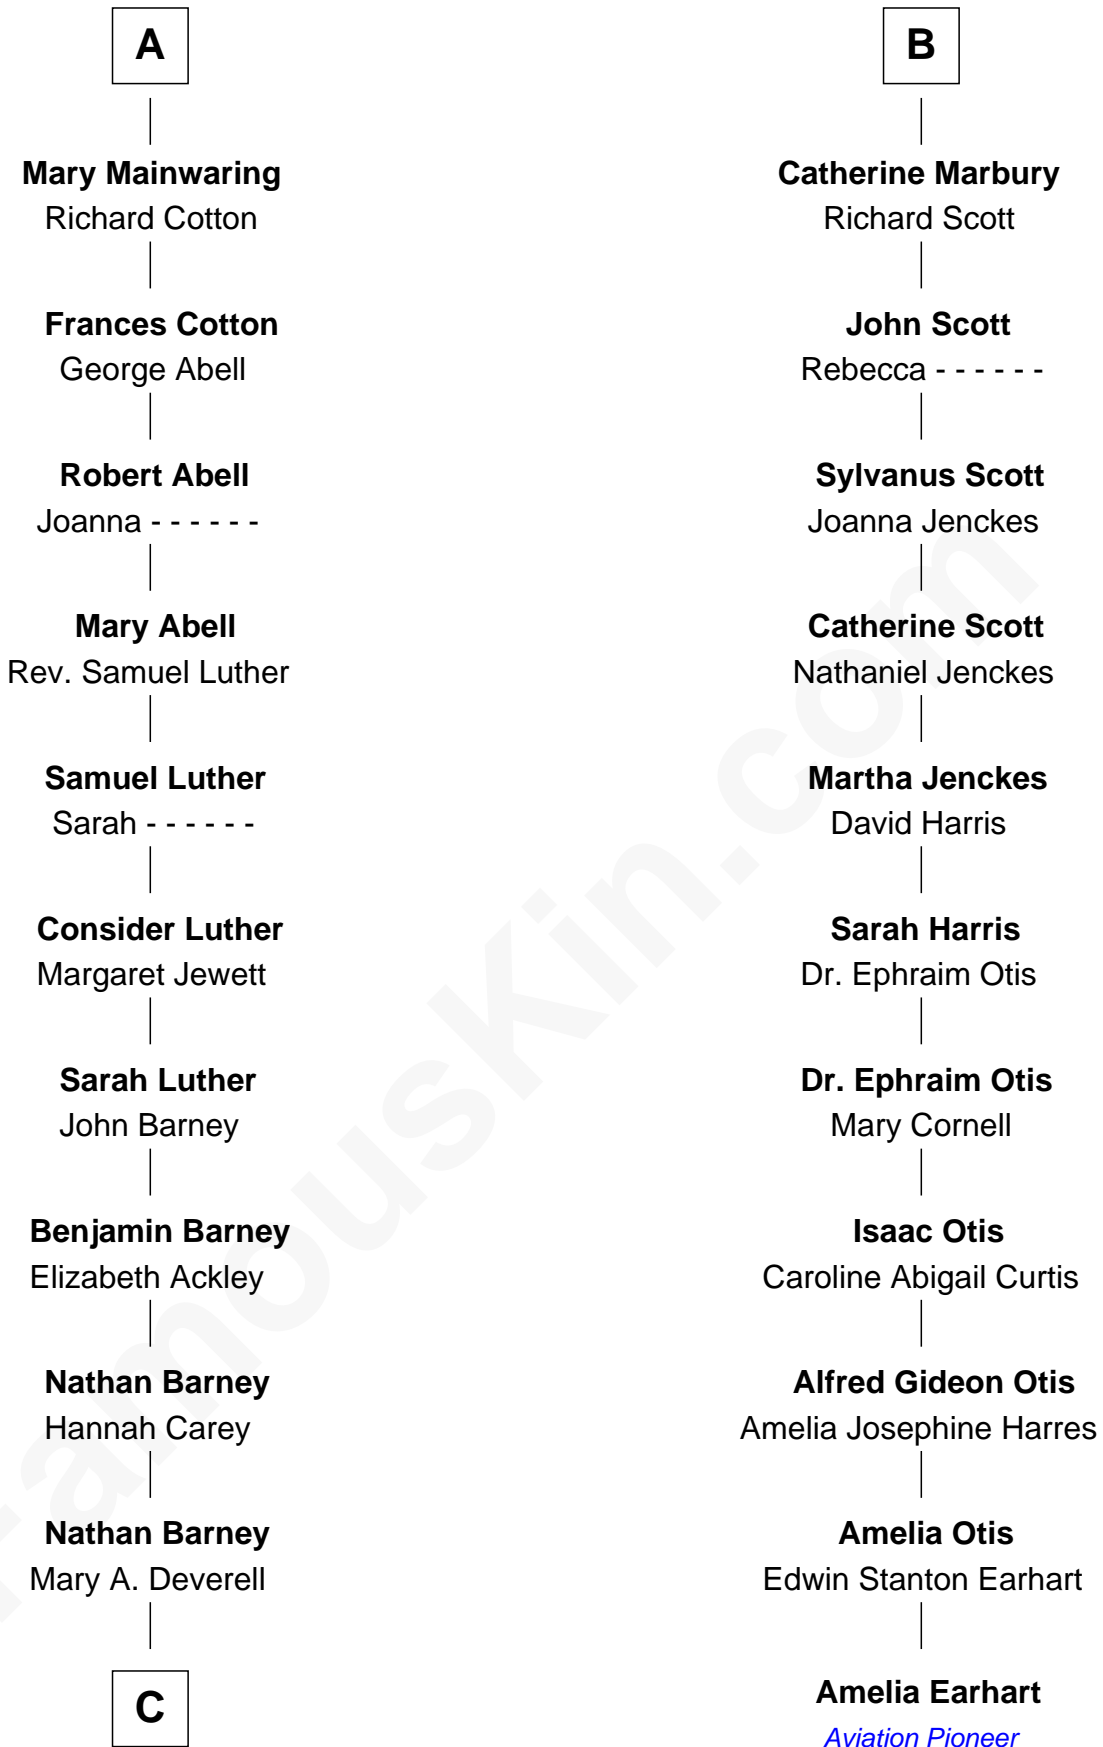 A
Mary Mainwaring
Richard Cotton
Frances Cotton
George Abell
Robert Abell
Joanna - - - - - -
Mary Abell
Rev. Samuel Luther
Samuel Luther
Sarah - - - - - -
Consider Luther
Margaret Jewett
Sarah Luther
John Barney
Benjamin Barney
Elizabeth Ackley
Nathan Barney
Hannah Carey
Nathan Barney
Mary A. Deverell
C
B
Catherine Marbury
Richard Scott
John Scott
Rebecca - - - - - -
Sylvanus Scott
Joanna Jenckes
Catherine Scott
Nathaniel Jenckes
Martha Jenckes
David Harris
Sarah Harris
Dr. Ephraim Otis
Dr. Ephraim Otis
Mary Cornell
Isaac Otis
Caroline Abigail Curtis
Alfred Gideon Otis
Amelia Josephine Harres
Amelia Otis
Edwin Stanton Earhart
Amelia Earhart
Aviation Pioneer
FamousKin.com